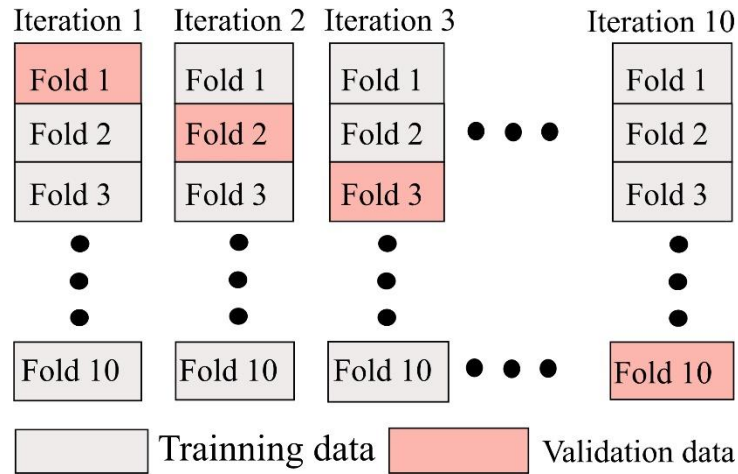 Iteration 1 Iteration 2 Iteration 3 Iteration 10
Fold 1 Fold 1 Fold 1 Fold 1
Fold 2 Fold 2 Fold 2 Fold 2
Fold 3 Fold 3 Fold 3 Fold 3
Fold 10 Fold 10 Fold 10 Fold 10
Trainning data Validation data